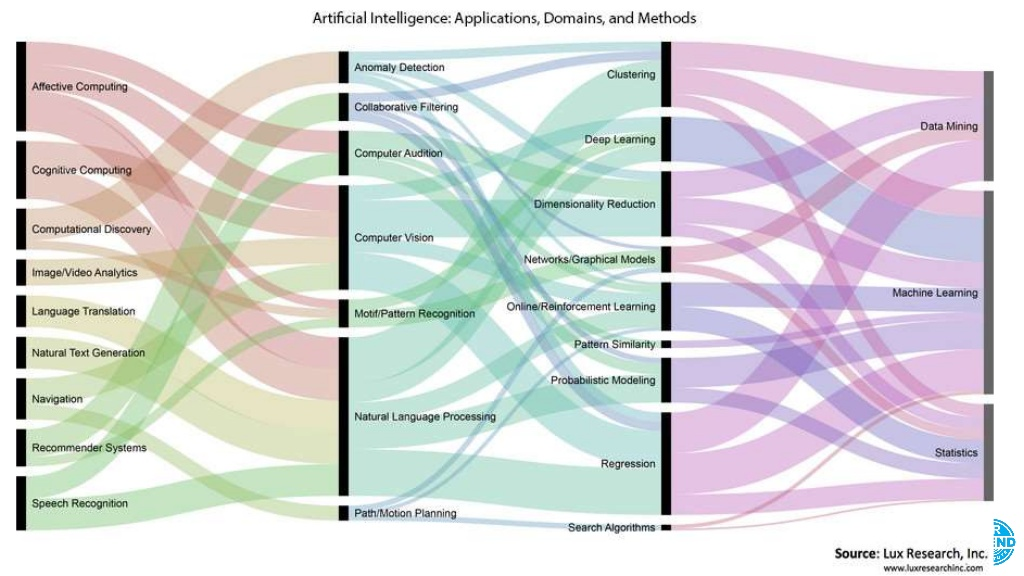 Artificial Intelligence: Applications, Domains, and Methods
Affective Computing
Cognitive Computing
Computational Discovery
Image/Video Analytics
Language Translation
Natural Text Generation
Navigation
Recommender Systems
Speech Recognition
Anomaly Detection
Collaborative Filtering
Computer Audition
Computer Vision
Motif/Pattern Recognition
Natural Language Processing
Path/Motion Planning
Clustering
Deep Learning
Dimensionality Reduction
Networks/Graphical Models
Online/Reinforcement Learning
Pattern Similarity
Probabilistic Modeling
Regression
Search Algorithms
Data Mining
Machine Learning
Statistics
Source: Lux Research, Inc.
www.luxresearchinc.com